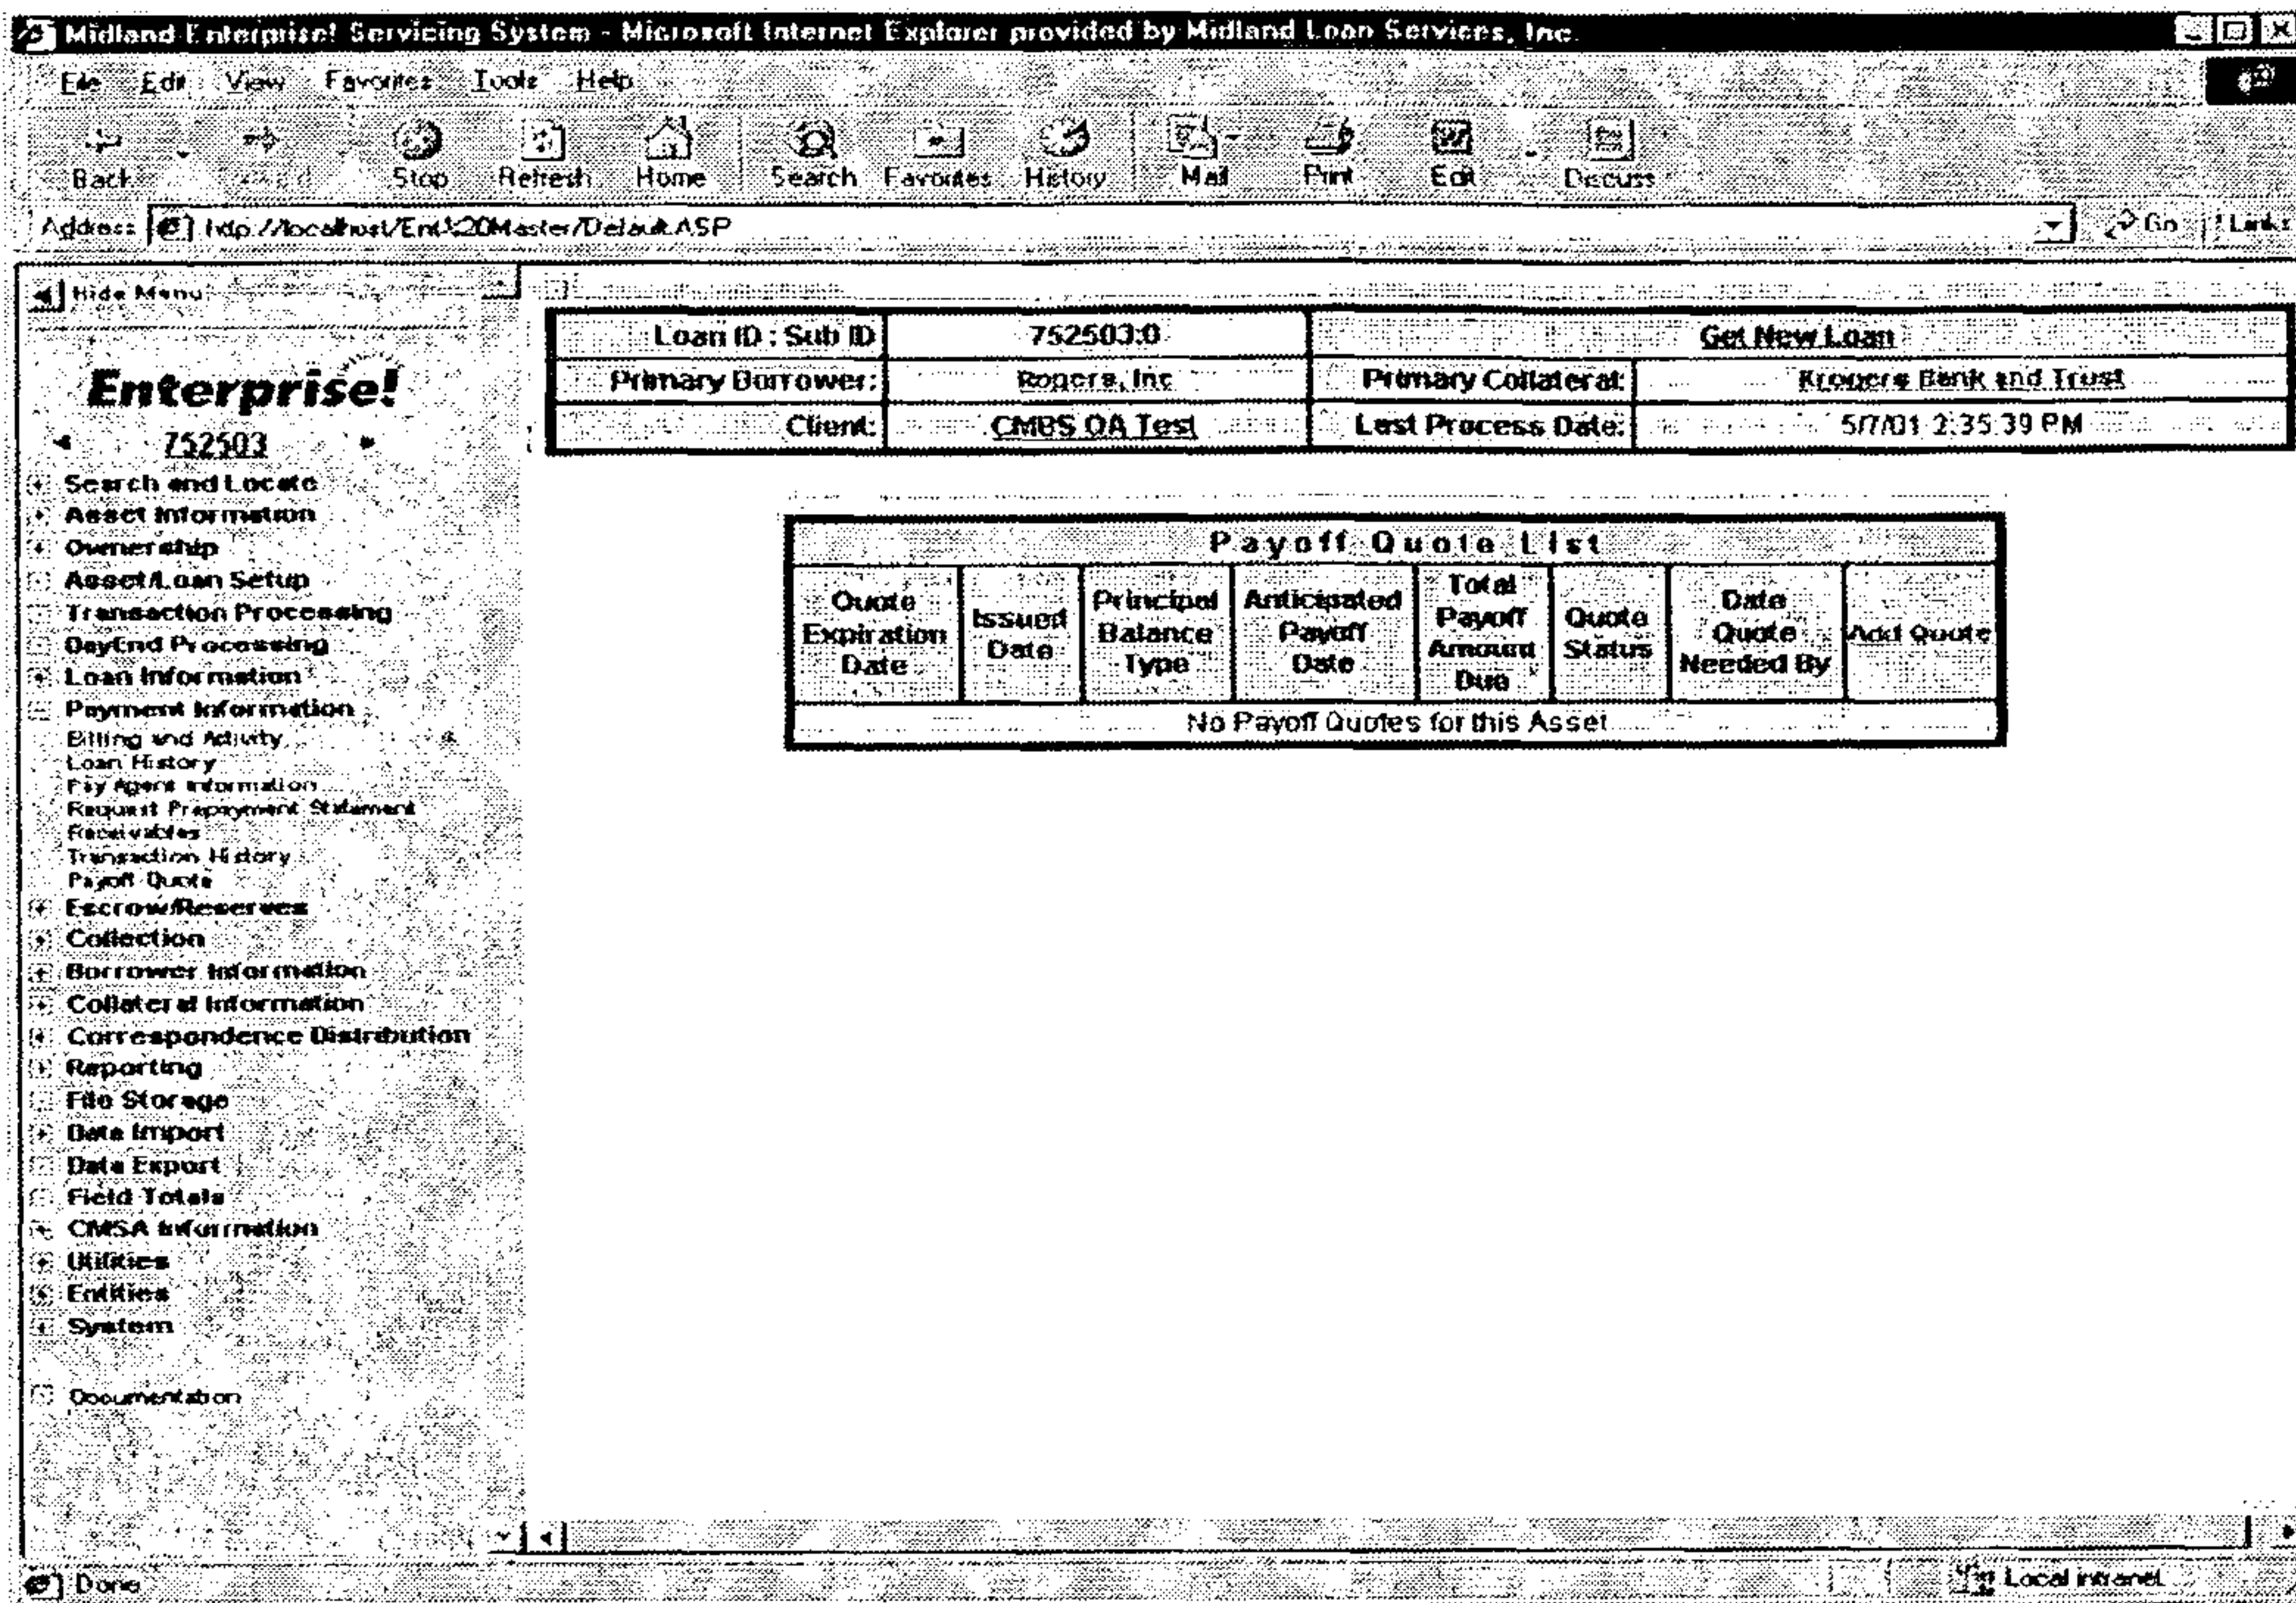 Midland Enterprise! Servicing System - Microsoft Internet Explorer provided by Midland Loan Services, Inc.
File Edit View Favorites Tools Help
Back Stop Refresh Home Search Favorites History Mail Print Edit Discuss
Address http://localhost/Ent%20Master/Default.ASP Go Links
Hide Menu
Enterprise!
752503
Search and Locate
Asset Information
Ownership
Asset/Loan Setup
Transaction Processing
DayEnd Processing
Loan Information
Payment Information
Billing and Activity
Loan History
Pay Agent Information
Request Prepayment Statement
Receivables
Transaction History
Payoff Quote
Escrow/Reserves
Collection
Borrower Information
Collateral Information
Correspondence Distribution
Reporting
File Storage
Data Import
Data Export
Field Totals
CMSA Information
Utilities
Entities
System
Documentation
Loan ID : Sub ID 752503:0 Get New Loan
Primary Borrower: Rogers, Inc Primary Collateral: Krogers Bank and Trust
Client: CMBS QA Test Last Process Date: 5/7/01 2:35:39 PM
Payoff Quote List
Quote Expiration Date Issued Date Principal Balance Type Anticipated Payoff Date Total Payoff Amount Due Quote Status Date Quote Needed By Add Quote
No Payoff Quotes for this Asset
Done Local intranet